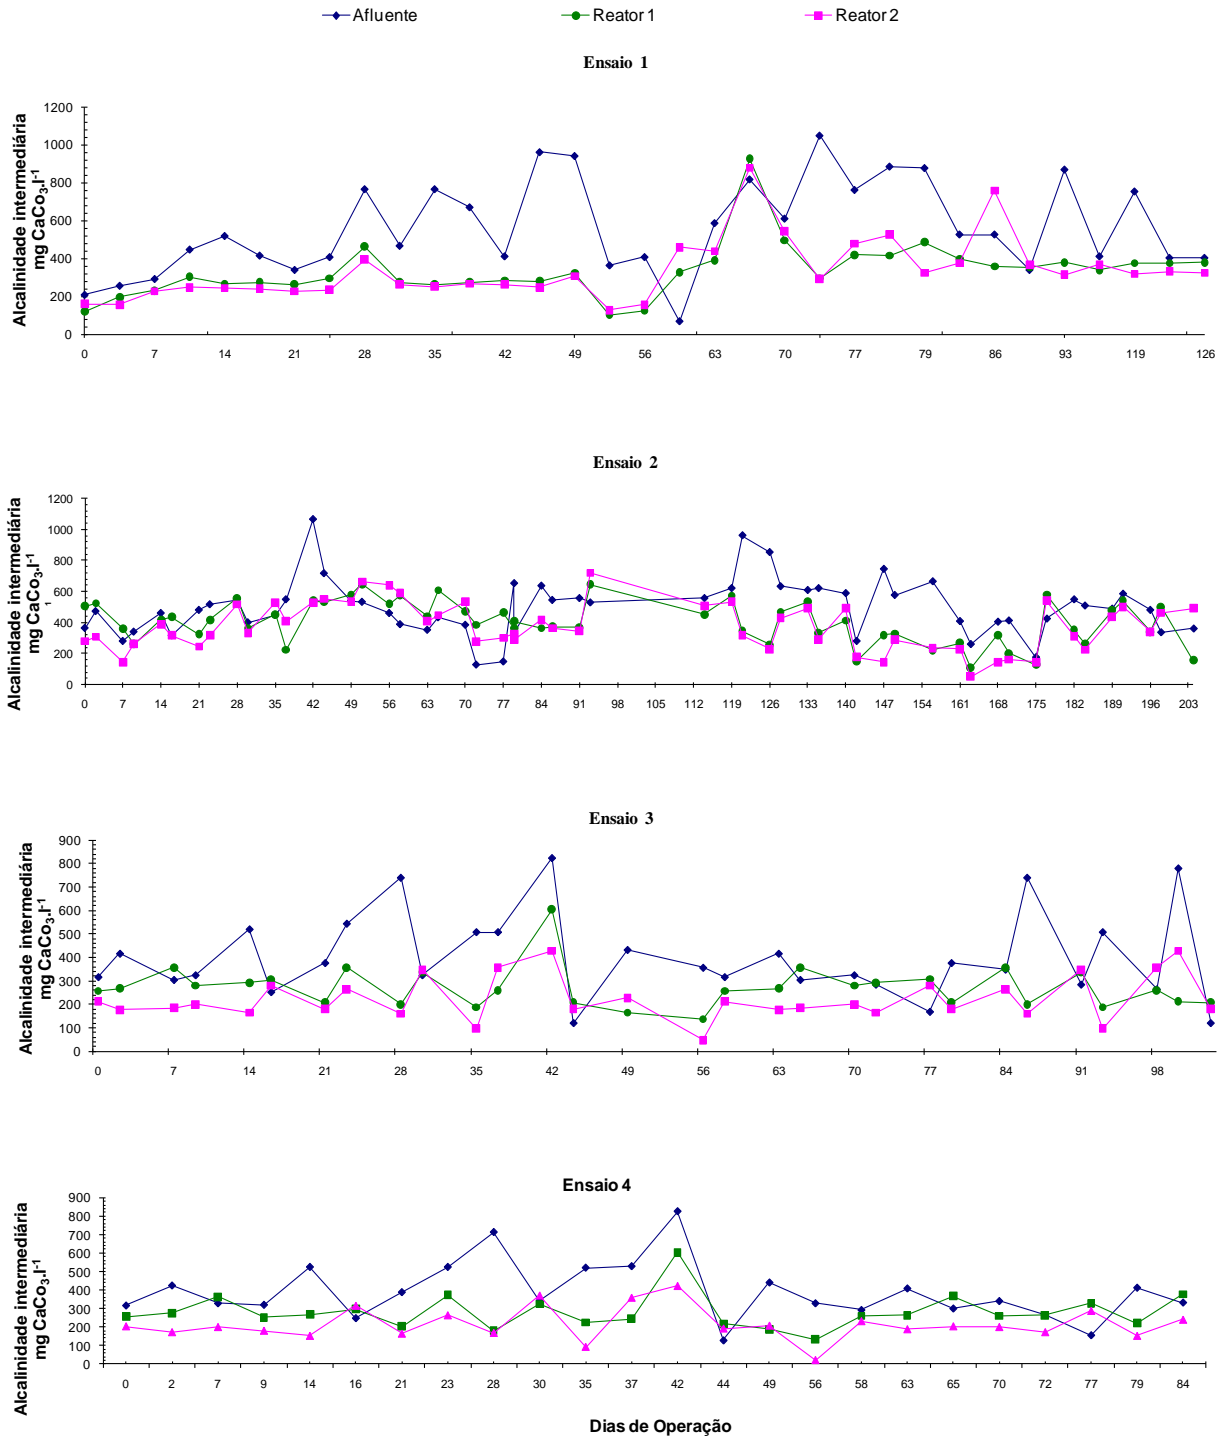 Afluente Reator 1 Reator 2
Ensaio 1
Alcalinidade intermediária
mg CaCo3.l-1
1200
1000
800
600
400
200
0
0 7 14 21 28 35 42 49 56 63 70 77 79 86 93 119 126
Ensaio 2
Alcalinidade intermediária
mg CaCo3.l-1
1
1200
1000
800
600
400
200
0
0 7 14 21 28 35 42 49 56 63 70 77 84 91 98 105 112 119 126 133 140 147 154 161 168 175 182 189 196 203
Ensaio 3
Alcalinidade intermediária
mg CaCo3.l-1
900
800
700
600
500
400
300
200
100
0
0 7 14 21 28 35 42 49 56 63 70 77 84 91 98
Ensaio 4
Alcalinidade intermediária
mg CaCo3.l-1
900
800
700
600
500
400
300
200
100
0
0 2 7 9 14 16 21 23 28 30 35 37 42 44 49 56 58 63 65 70 72 77 79 84
Dias de Operação